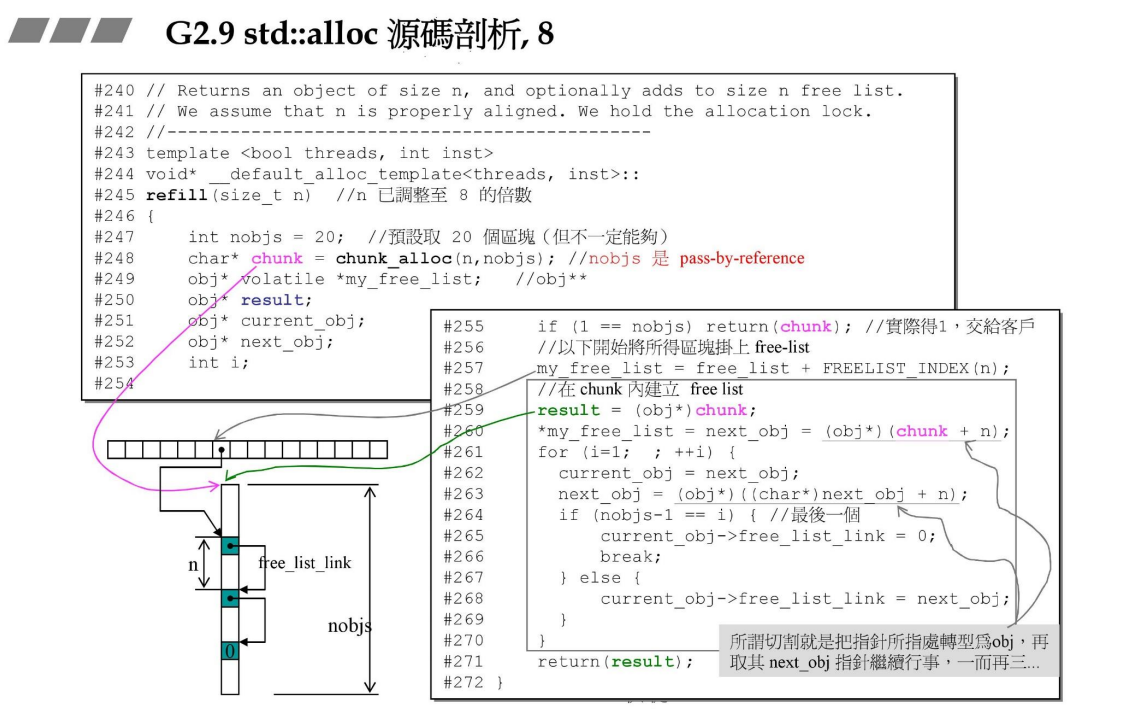 G2.9 std::alloc 源碼剖析, 8
#240 // Returns an object of size n, and optionally adds to size n free list.
#241 // We assume that n is properly aligned. We hold the allocation lock.
#242 //----------------------------------------------
#243 template <bool threads, int inst>
#244 void* __default_alloc_template<threads, inst>::
#245 refill(size_t n)  //n 已調整至 8 的倍數
#246 {
#247     int nobjs = 20;  //預設取 20 個區塊（但不一定能夠）
#248     char* chunk = chunk_alloc(n,nobjs); //nobjs 是 pass-by-reference
#249     obj* volatile *my_free_list;   //obj**
#250     obj* result;
#251     obj* current_obj;
#252     obj* next_obj;
#253     int i;
#254
#255     if (1 == nobjs) return(chunk); //實際得1，交給客戶
#256     //以下開始將所得區塊掛上 free-list
#257     my_free_list = free_list + FREELIST_INDEX(n);
#258     //在 chunk 內建立 free list
#259     result = (obj*)chunk;
#260     *my_free_list = next_obj = (obj*)(chunk + n);
#261     for (i=1;  ; ++i) {
#262       current_obj = next_obj;
#263       next_obj = (obj*)((char*)next_obj + n);
#264       if (nobjs-1 == i) { //最後一個
#265           current_obj->free_list_link = 0;
#266           break;
#267       } else {
#268           current_obj->free_list_link = next_obj;
#269       }
#270     }
#271     return(result);
#272 }
所謂切割就是把指針所指處轉型為obj，再
取其 next_obj 指針繼續行事，一而再三...
n
free_list_link
nobjs
0